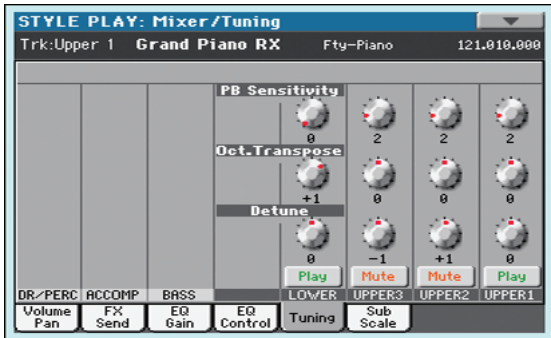 STYLE PLAY: Mixer/Tuning
Trk:Upper 1 Grand Piano RX Fty-Piano 121.010.000
PB Sensitivity
0 2 2 2
Oct.Transpose
+1 0 0 0
Detune
0 -1 +1 0
Play Mute Mute Play
DR/PERC ACCOMP BASS LOWER UPPER3 UPPER2 UPPER1
Volume Pan FX Send EQ Gain EQ Control Tuning Sub Scale